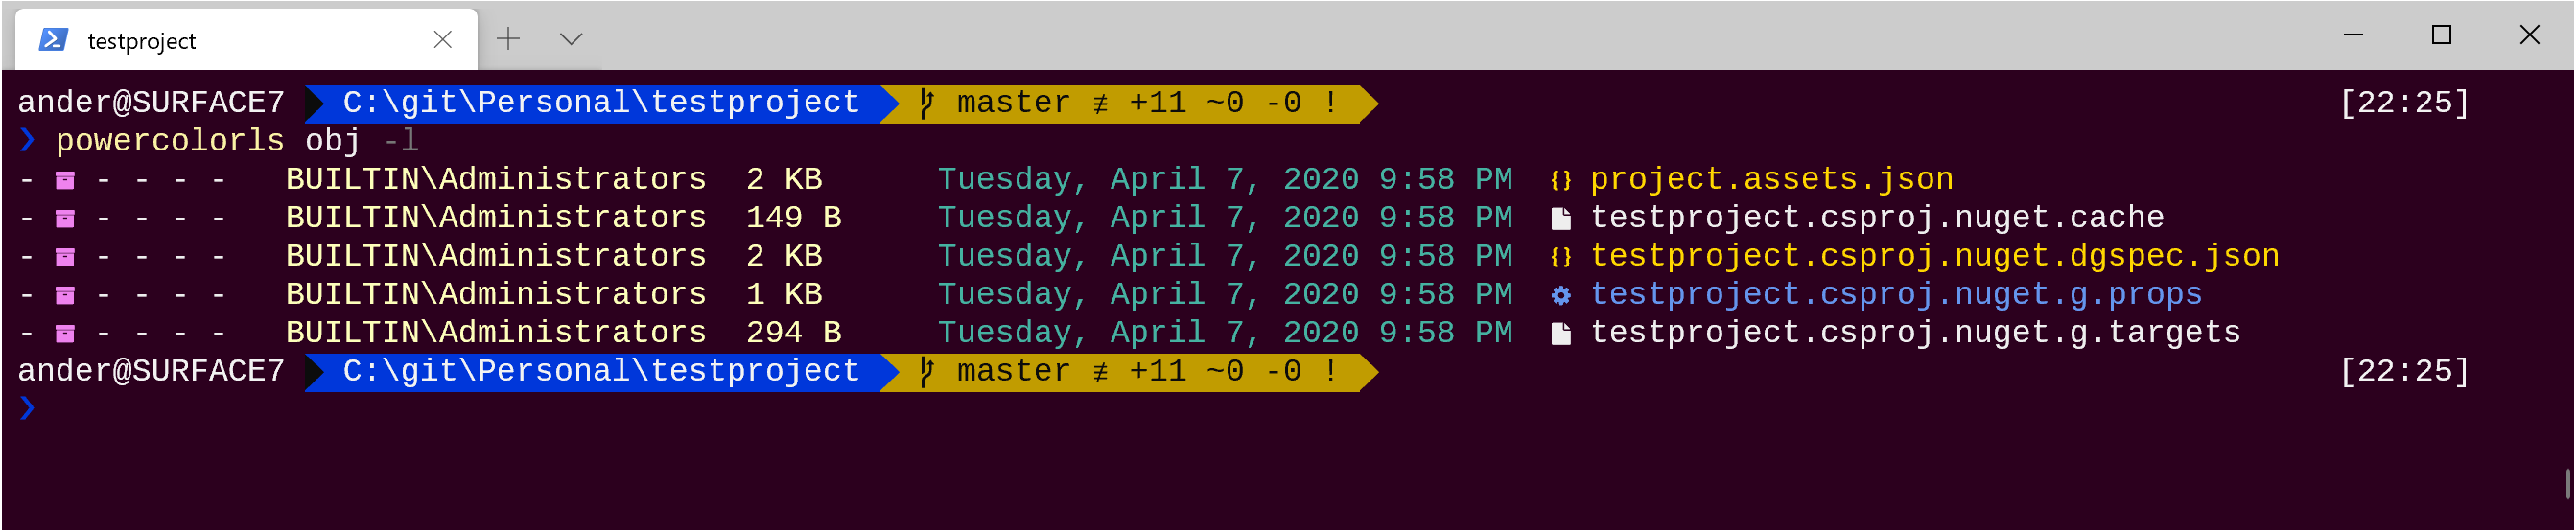 testproject
ander@SURFACE7 C:\git\Personal\testproject master ≢ +11 ~0 -0 ! [22:25]
❯ powercolorls obj -l
- - - - - BUILTIN\Administrators 2 KB Tuesday, April 7, 2020 9:58 PM {} project.assets.json
- - - - - BUILTIN\Administrators 149 B Tuesday, April 7, 2020 9:58 PM testproject.csproj.nuget.cache
- - - - - BUILTIN\Administrators 2 KB Tuesday, April 7, 2020 9:58 PM {} testproject.csproj.nuget.dgspec.json
- - - - - BUILTIN\Administrators 1 KB Tuesday, April 7, 2020 9:58 PM testproject.csproj.nuget.g.props
- - - - - BUILTIN\Administrators 294 B Tuesday, April 7, 2020 9:58 PM testproject.csproj.nuget.g.targets
ander@SURFACE7 C:\git\Personal\testproject master ≢ +11 ~0 -0 ! [22:25]
❯